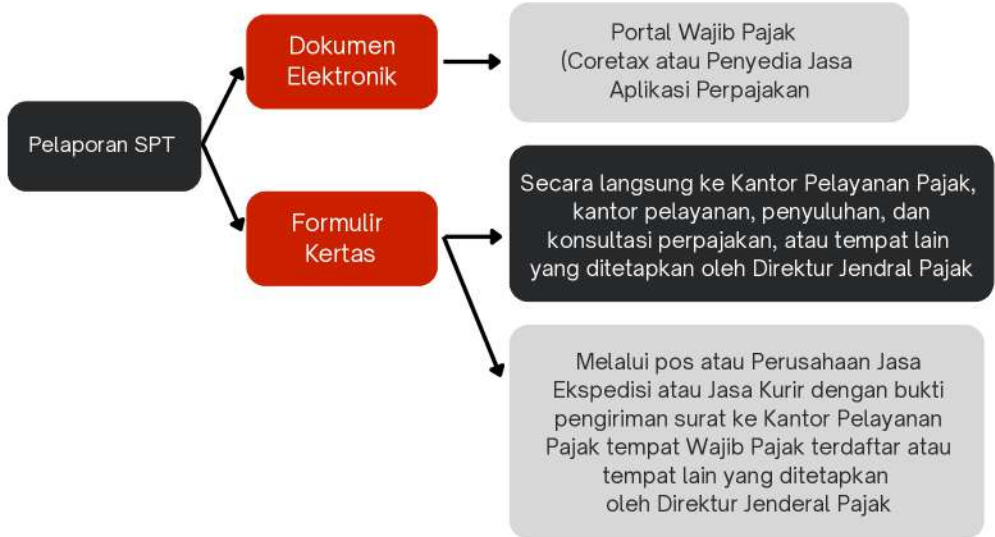 Pelaporan SPT
Dokumen
Elektronik
Portal Wajib Pajak
(Coretax atau Penyedia Jasa
Aplikasi Perpajakan
Formulir
Kertas
Secara langsung ke Kantor Pelayanan Pajak,
kantor pelayanan, penyuluhan, dan
konsultasi perpajakan, atau tempat lain
yang ditetapkan oleh Direktur Jendral Pajak
Melalui pos atau Perusahaan Jasa
Ekspedisi atau Jasa Kurir dengan bukti
pengiriman surat ke Kantor Pelayanan
Pajak tempat Wajib Pajak terdaftar atau
tempat lain yang ditetapkan
oleh Direktur Jenderal Pajak